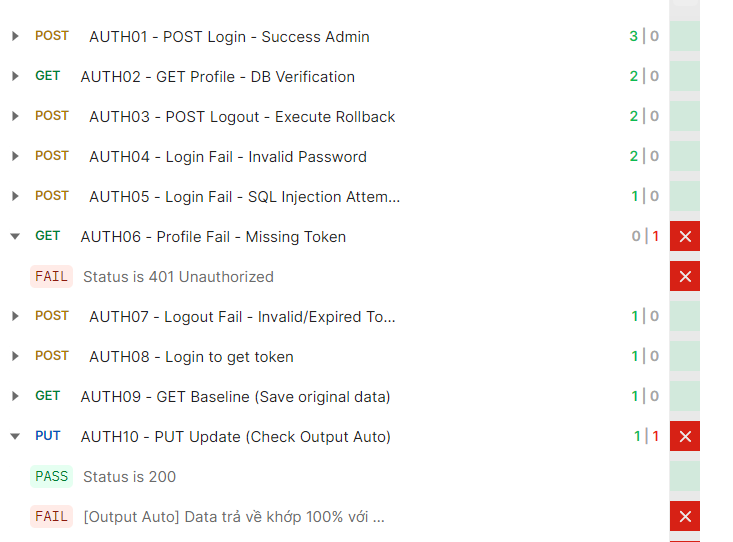 POST AUTH01 - POST Login - Success Admin 3 | 0
GET AUTH02 - GET Profile - DB Verification 2 | 0
POST AUTH03 - POST Logout - Execute Rollback 2 | 0
POST AUTH04 - Login Fail - Invalid Password 2 | 0
POST AUTH05 - Login Fail - SQL Injection Attem... 1 | 0
GET AUTH06 - Profile Fail - Missing Token 0 | 1
FAIL Status is 401 Unauthorized
POST AUTH07 - Logout Fail - Invalid/Expired To... 1 | 0
POST AUTH08 - Login to get token 1 | 0
GET AUTH09 - GET Baseline (Save original data) 1 | 0
PUT AUTH10 - PUT Update (Check Output Auto) 1 | 1
PASS Status is 200
FAIL [Output Auto] Data trả về khớp 100% với ...